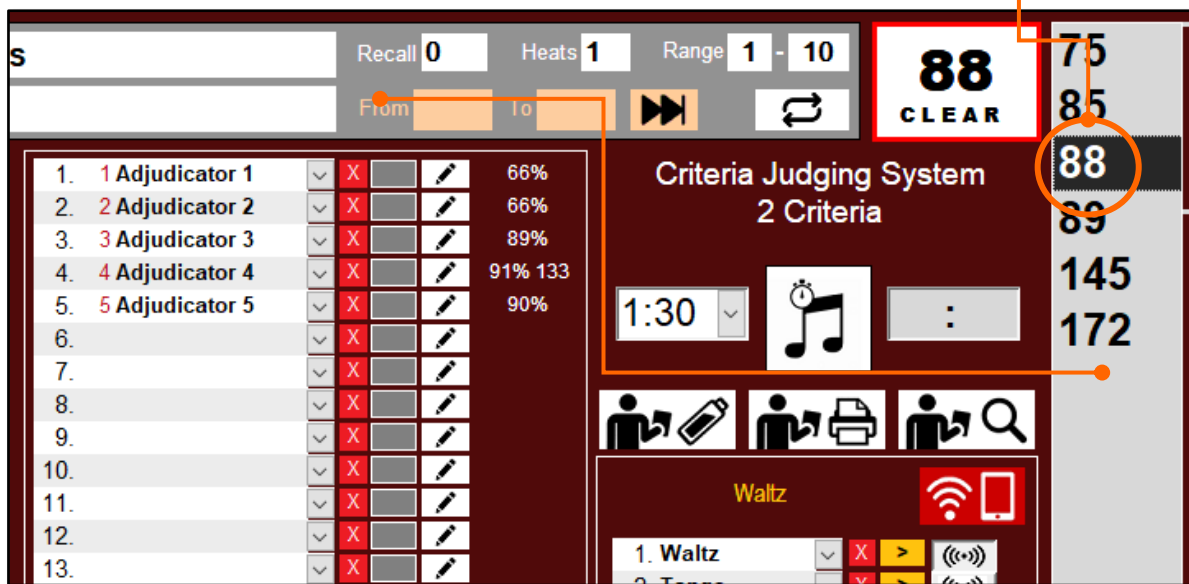 s
Recall 0 Heats 1 Range 1 - 10
From To
88
CLEAR
75
85
88
89
145
172
1. 1 Adjudicator 1 X 66%
2. 2 Adjudicator 2 X 66%
3. 3 Adjudicator 3 X 89%
4. 4 Adjudicator 4 X 91% 133
5. 5 Adjudicator 5 X 90%
6. X
7. X
8. X
9. X
10. X
11. X
12. X
13. X
Criteria Judging System
2 Criteria
1:30 :
Waltz
1. Waltz X > ((•))
2. Tango X >